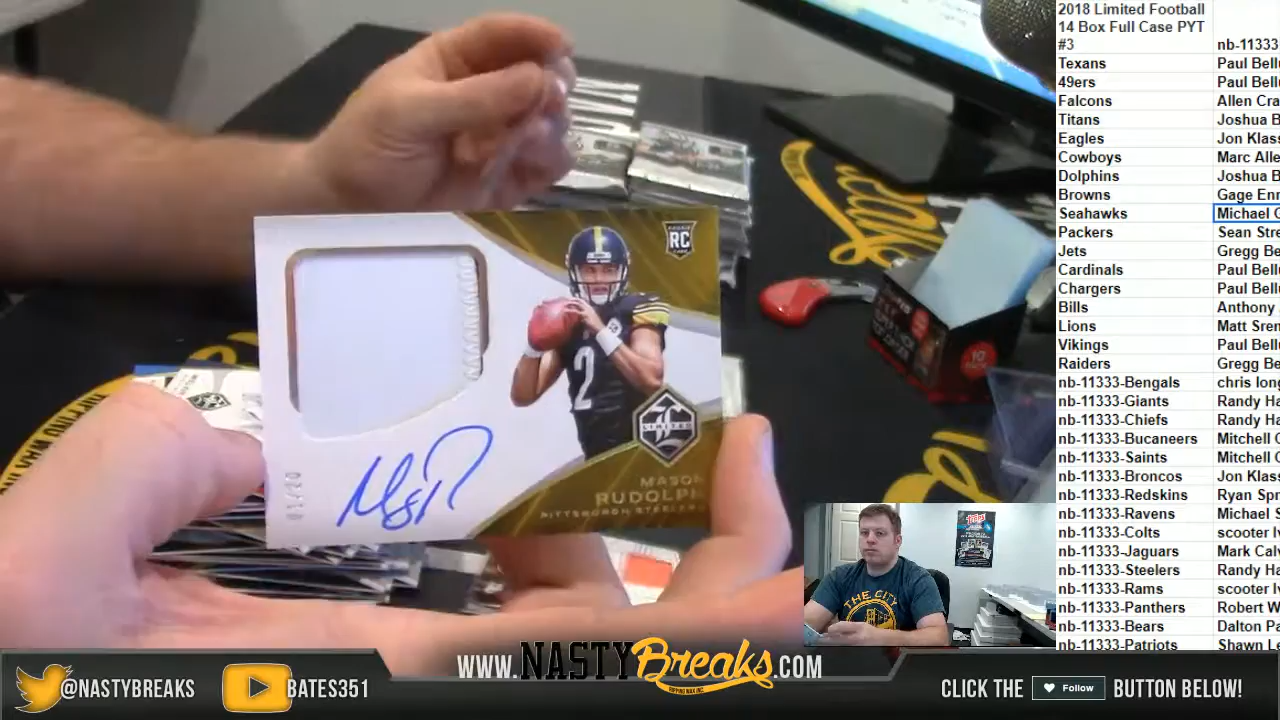 2018 Limited Football
14 Box Full Case PYT
#3 nb-11333
Texans Paul Bell
49ers Paul Bell
Falcons Allen Cra
Titans Joshua B
Eagles Jon Klass
Cowboys Marc Alle
Dolphins Joshua B
Browns Gage Enn
Seahawks Michael
Packers Sean Stre
Jets Gregg Be
Cardinals Paul Bell
Chargers Paul Bell
Bills Anthony
Lions Matt Sren
Vikings Paul Bell
Raiders Gregg Be
nb-11333-Bengals chris long
nb-11333-Giants Randy Ha
nb-11333-Chiefs Randy Ha
nb-11333-Bucaneers Mitchell C
nb-11333-Saints Mitchell C
nb-11333-Broncos Jon Klass
nb-11333-Redskins Ryan Spr
nb-11333-Ravens Michael S
nb-11333-Colts scooter
nb-11333-Jaguars Mark Calv
nb-11333-Steelers Randy Ha
nb-11333-Rams scooter
nb-11333-Panthers Robert W
nb-11333-Bears Dalton Pa
nb-11333-Patriots Shawn Le
RC
2
LIMITED
MASON
RUDOLPH
PITTSBURGH STEELERS
THE CITY
@NASTYBREAKS
BATES351
WWW.NASTYBreaks.COM
RIPPING WAX INC.
CLICK THE Follow BUTTON BELOW!